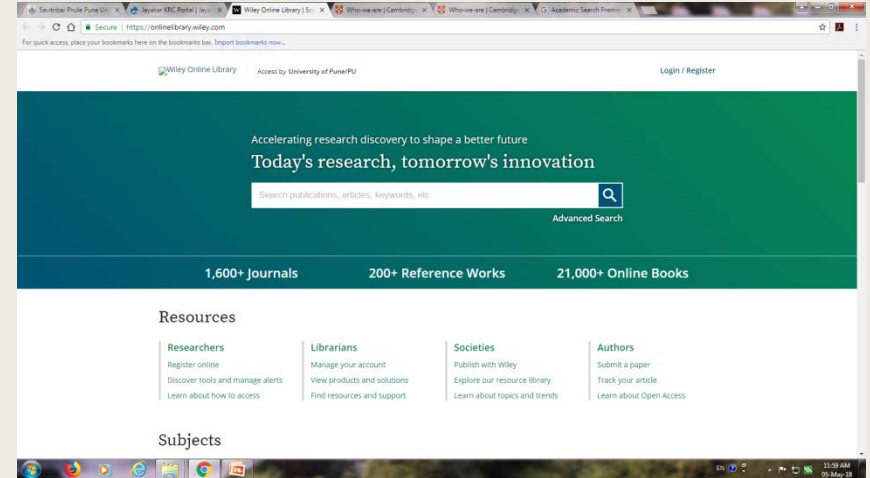 Savitribai Phule Pune Uni
Jayakar KRC Portal | Jaya
Wiley Online Library | Sci
Who-we-are | Cambridge
Who-we-are | Cambridge
Academic Search Premie
Secure | https://onlinelibrary.wiley.com
For quick access, place your bookmarks here on the bookmarks bar. Import bookmarks now...
Wiley Online Library
Access by University of Pune/PU
Login / Register
Accelerating research discovery to shape a better future
Today's research, tomorrow's innovation
Search publications, articles, keywords, etc.
Advanced Search
1,600+ Journals 200+ Reference Works 21,000+ Online Books
Resources
Researchers
Register online
Discover tools and manage alerts
Learn about how to access
Librarians
Manage your account
View products and solutions
Find resources and support
Societies
Publish with Wiley
Explore our resource library
Learn about topics and trends
Authors
Submit a paper
Track your article
Learn about Open Access
Subjects
EN
11:59 AM
05-May-18